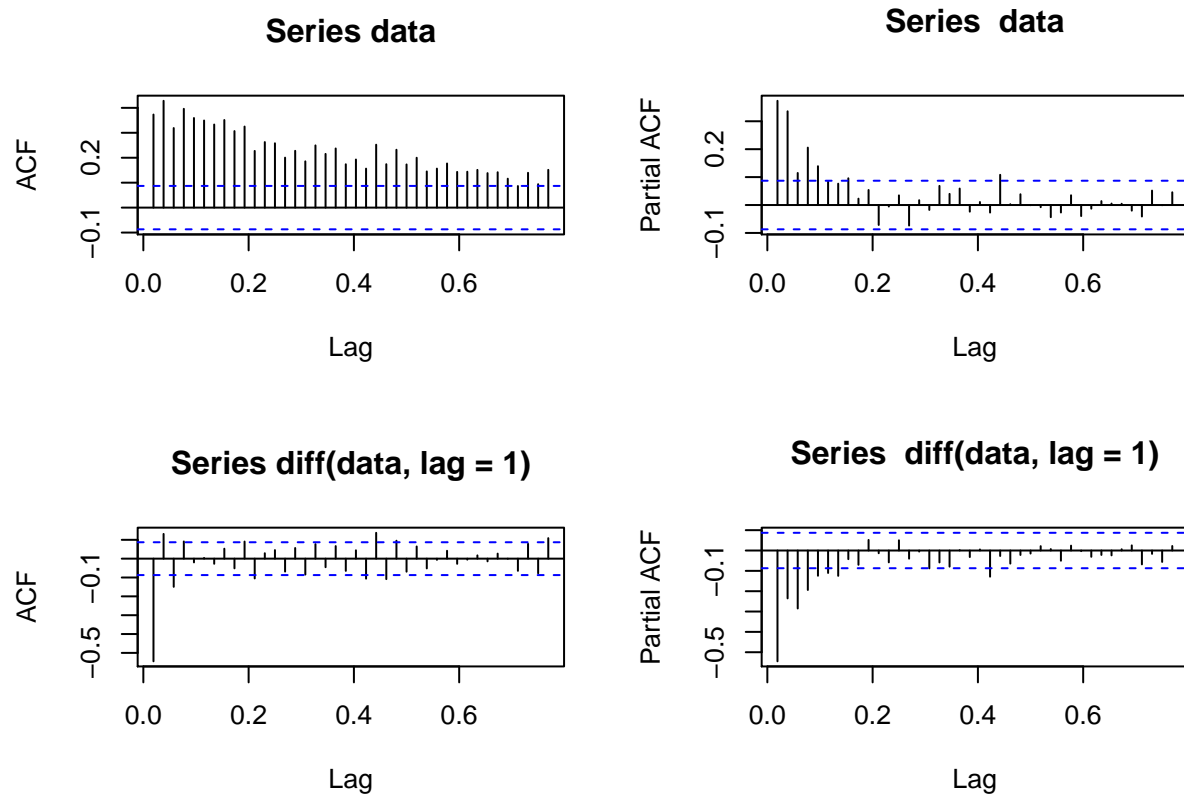 Series data
ACF
0.2
−0.1
0.0 0.2 0.4 0.6
Lag
Series  data
Partial ACF
0.2
−0.1
0.0 0.2 0.4 0.6
Lag
Series diff(data, lag = 1)
ACF
−0.1
−0.5
0.0 0.2 0.4 0.6
Lag
Series  diff(data, lag = 1)
Partial ACF
−0.1
−0.5
0.0 0.2 0.4 0.6
Lag